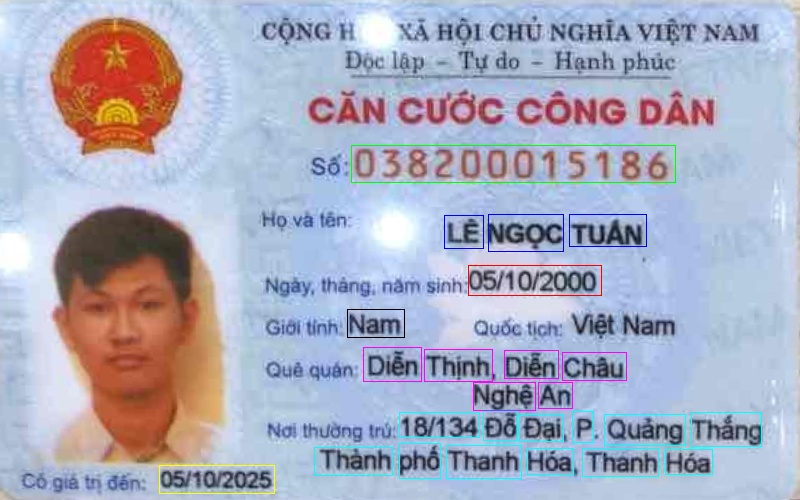 CỘNG H XÃ HỘI CHỦ NGHĨA VIỆT NAM
Độc lập - Tự do - Hạnh phúc
CĂN CƯỚC CÔNG DÂN
Số: 038200015186
Họ và tên: LÊ NGỌC TUẤN
Ngày, tháng, năm sinh: 05/10/2000
Giới tính: Nam Quốc tịch: Việt Nam
Quê quán: Diễn Thịnh, Diễn Châu
Nghệ An
Nơi thường trú: 18/134 Đỗ Đại, P. Quảng Thắng
Thành phố Thanh Hóa, Thanh Hóa
Có giá trị đến: 05/10/2025